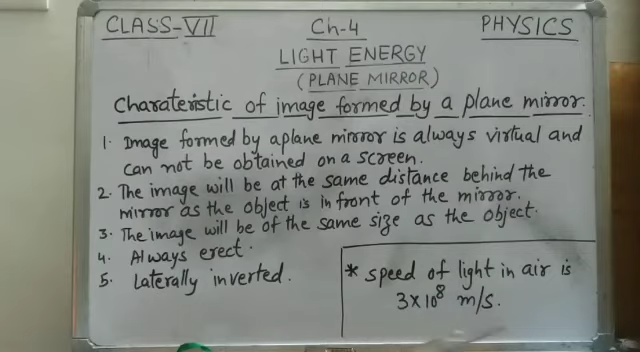 CLASS-VII Ch-4 PHYSICS
LIGHT ENERGY
(PLANE MIRROR)
Charateristic of image formed by a plane mirror.
1. Image formed by aplane mirror is always virtual and
can not be obtained on a screen.
2. The image will be at the same distance behind the
mirror as the object is in front of the mirror.
3. The image will be of the same size as the object.
4. Always erect.
5. Laterally inverted.
* speed of light in air is
3×10⁸ m/s.